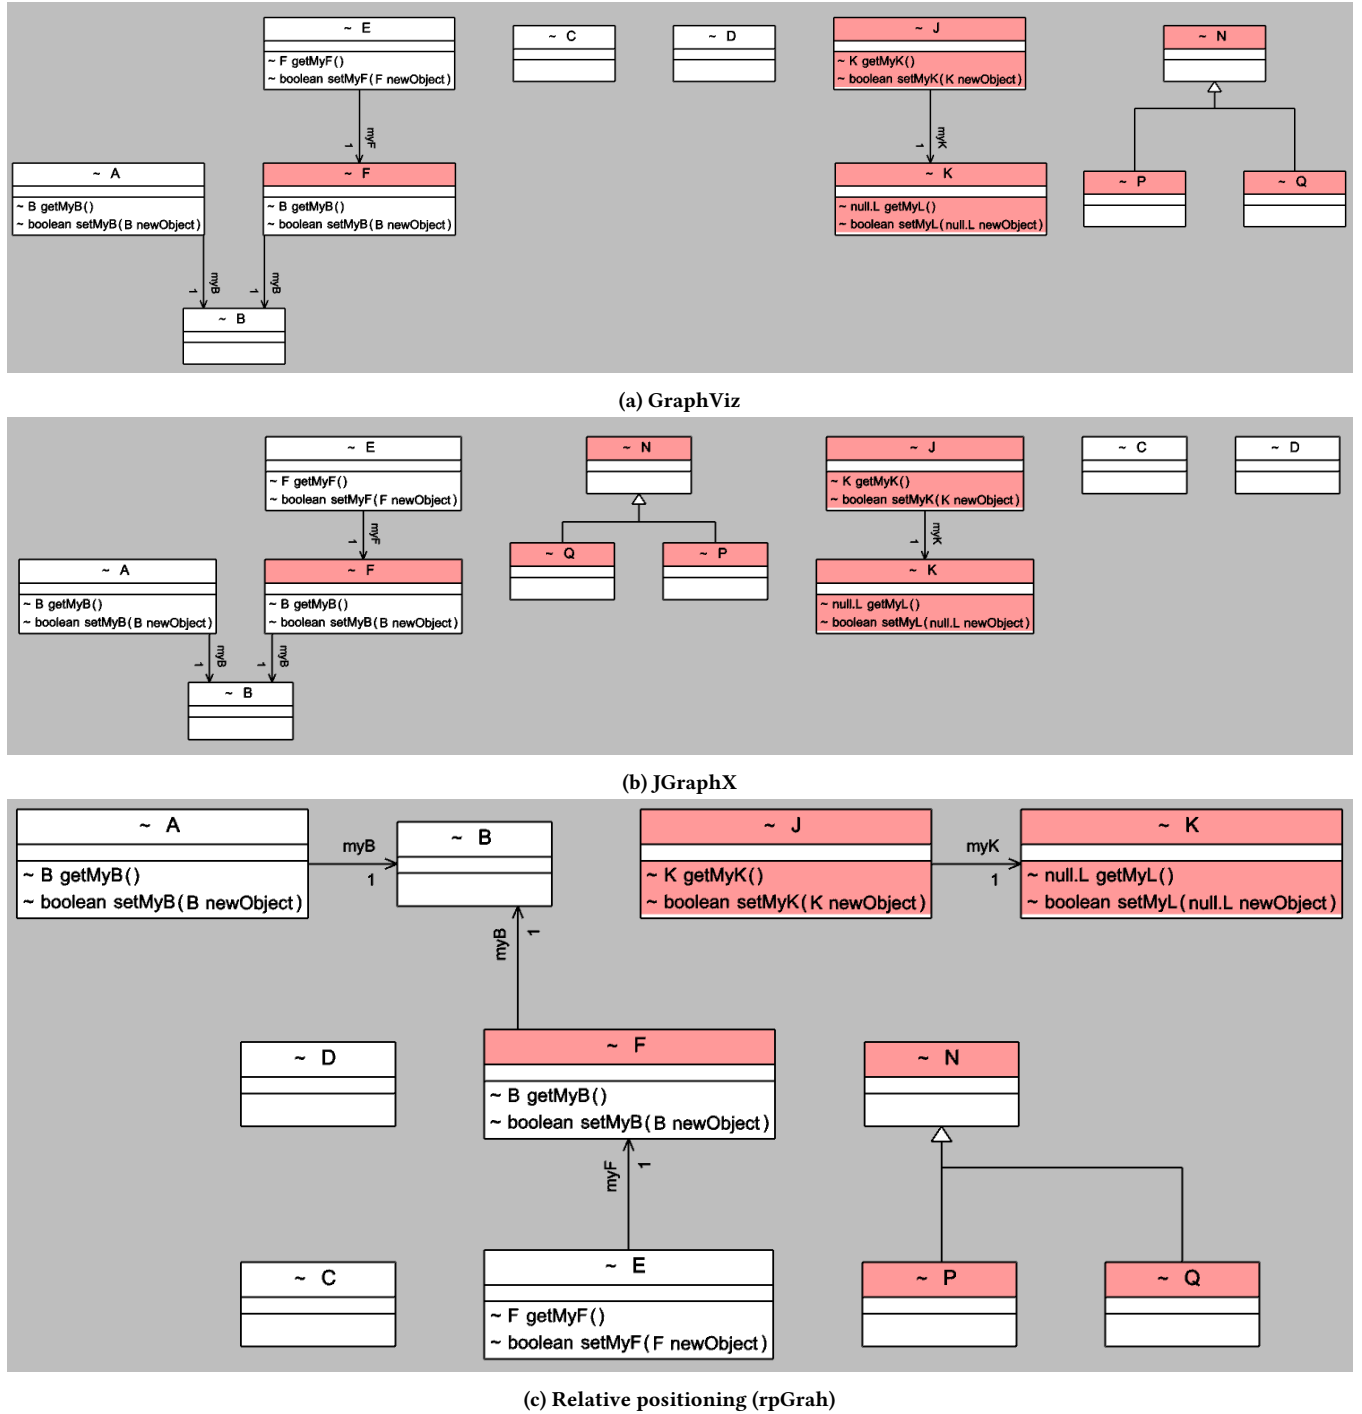 ~ E
~ F getMyF()
~ boolean setMyF(F newObject)
~ C
~ D
~ J
~ K getMyK()
~ boolean setMyK(K newObject)
~ N
myF
1
myK
1
~ A
~ B getMyB()
~ boolean setMyB(B newObject)
~ F
~ B getMyB()
~ boolean setMyB(B newObject)
~ K
~ null.L getMyL()
~ boolean setMyL(null.L newObject)
~ P
~ Q
myB
1
myB
1
~ B
(a) GraphViz
~ E
~ F getMyF()
~ boolean setMyF(F newObject)
~ N
~ J
~ K getMyK()
~ boolean setMyK(K newObject)
~ C
~ D
myF
1
myK
1
~ A
~ B getMyB()
~ boolean setMyB(B newObject)
~ F
~ B getMyB()
~ boolean setMyB(B newObject)
~ Q
~ P
~ K
~ null.L getMyL()
~ boolean setMyL(null.L newObject)
myB
1
myB
1
~ B
(b) JGraphX
~ A
~ B getMyB()
~ boolean setMyB(B newObject)
myB
1
~ B
~ J
~ K getMyK()
~ boolean setMyK(K newObject)
myK
1
~ K
~ null.L getMyL()
~ boolean setMyL(null.L newObject)
myB
1
~ D
~ F
~ B getMyB()
~ boolean setMyB(B newObject)
~ N
myF
1
~ C
~ E
~ F getMyF()
~ boolean setMyF(F newObject)
~ P
~ Q
(c) Relative positioning (rpGrah)